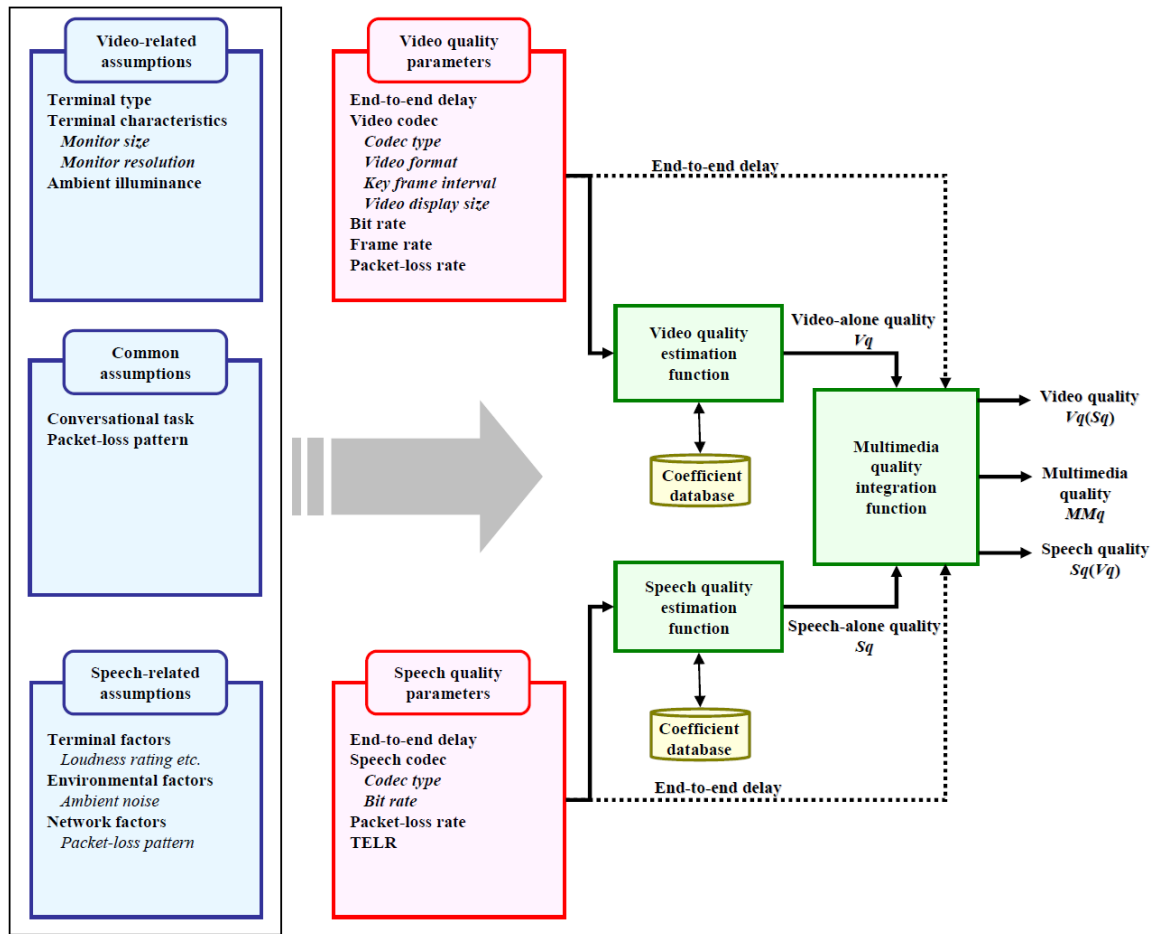 Video-related
assumptions
Terminal type
Terminal characteristics
Monitor size
Monitor resolution
Ambient illuminance
Common
assumptions
Conversational task
Packet-loss pattern
Speech-related
assumptions
Terminal factors
Loudness rating etc.
Environmental factors
Ambient noise
Network factors
Packet-loss pattern
Video quality
parameters
End-to-end delay
Video codec
Codec type
Video format
Key frame interval
Video display size
Bit rate
Frame rate
Packet-loss rate
Speech quality
parameters
End-to-end delay
Speech codec
Codec type
Bit rate
Packet-loss rate
TELR
End-to-end delay
Video quality
estimation
function
Video-alone quality
Vq
Coefficient
database
Multimedia
quality
integration
function
Speech quality
estimation
function
Speech-alone quality
Sq
Coefficient
database
End-to-end delay
Video quality
Vq(Sq)
Multimedia
quality
MMq
Speech quality
Sq(Vq)